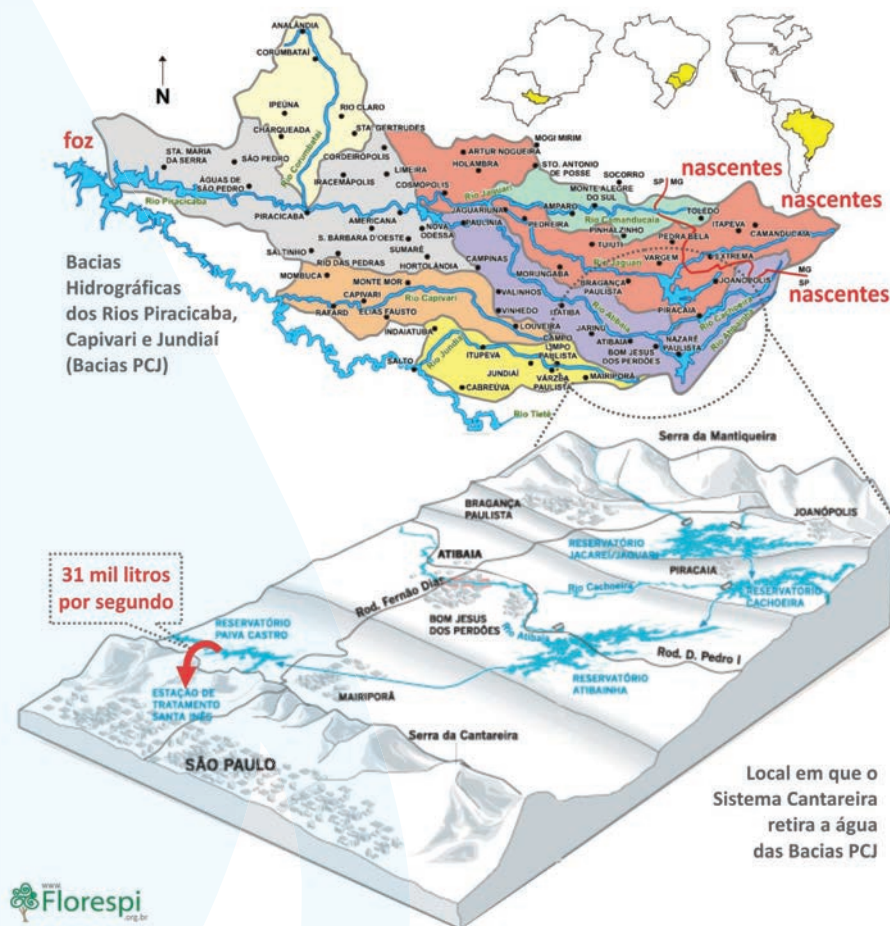 ANALÂNDIA
CORUMBATAÍ
N
IPEÚNA
RIO CLARO
CHARQUEADA
STA. GERTRUDES
MOGI MIRIM
foz
STA. MARIA
DA SERRA
SÃO PEDRO
CORDEIRÓPOLIS
ARTUR NOGUEIRA
HOLAMBRA
STO. ANTONIO
DE POSSE
SOCORRO
SP MG
nascentes
Rio Corumbataí
LIMEIRA
IRACEMÁPOLIS
COSMOPOLIS
Rio Jaguari
MONTE ALEGRE
DO SUL
nascentes
ÁGUAS DE
SÃO PEDRO
Rio Piracicaba
PIRACICABA
AMERICANA
JAGUARIUNA
PAULÍNIA
AMPARO
Rio Camanducaia
TOLEDO
ITAPEVA
CAMANDUCAIA
NOVA
ODESSA
PEDREIRA
PINHALZINHO
PEDRA BELA
S. BÁRBARA D'OESTE
TUIUTI
SALTINHO
SUMARÉ
RIO DAS PEDRAS
HORTOLÂNDIA
CAMPINAS
Rio Jaguari
VARGEM
EXTREMA
MG
SP
nascentes
MOMBUCA
MORUNGABA
JOANÓPOLIS
MONTE MOR
VALINHOS
BRAGANÇA
PAULISTA
CAPIVARI
Rio Capivari
ITATIBA
Rio Atibaia
PIRACAIA
Rio Cachoeira
Rio Atibainha
RAFARD
ELIAS FAUSTO
VINHEDO
LOUVEIRA
JARINU
ATIBAIA
NAZARÉ
PAULISTA
INDAIATUBA
CAMPO
LIMPO
PAULISTA
BOM JESUS
DOS PERDÕES
Rio Jundiaí
ITUPEVA
SALTO
JUNDIAÍ
VÁRZEA
PAULISTA
MAIRIPORÃ
CABREÚVA
Rio Tietê
Bacias
Hidrográficas
dos Rios Piracicaba,
Capivari e Jundiaí
(Bacias PCJ)
Serra da Mantiqueira
BRAGANÇA
PAULISTA
JOANÓPOLIS
RESERVATÓRIO
JACAREÍ/JAGUARI
ATIBAIA
PIRACAIA
31 mil litros
por segundo
Rod. Fernão Dias
Rio Cachoeira
RESERVATÓRIO
CACHOEIRA
RESERVATÓRIO
PAIVA CASTRO
BOM JESUS
DOS PERDÕES
Rio Atibaia
Rod. D. Pedro I
ESTAÇÃO DE
TRATAMENTO
SANTA INÊS
MAIRIPORÃ
RESERVATÓRIO
ATIBAINHA
Serra da Cantareira
SÃO PAULO
Local em que o
Sistema Cantareira
retira a água
das Bacias PCJ
www.
Florespi
.org.br